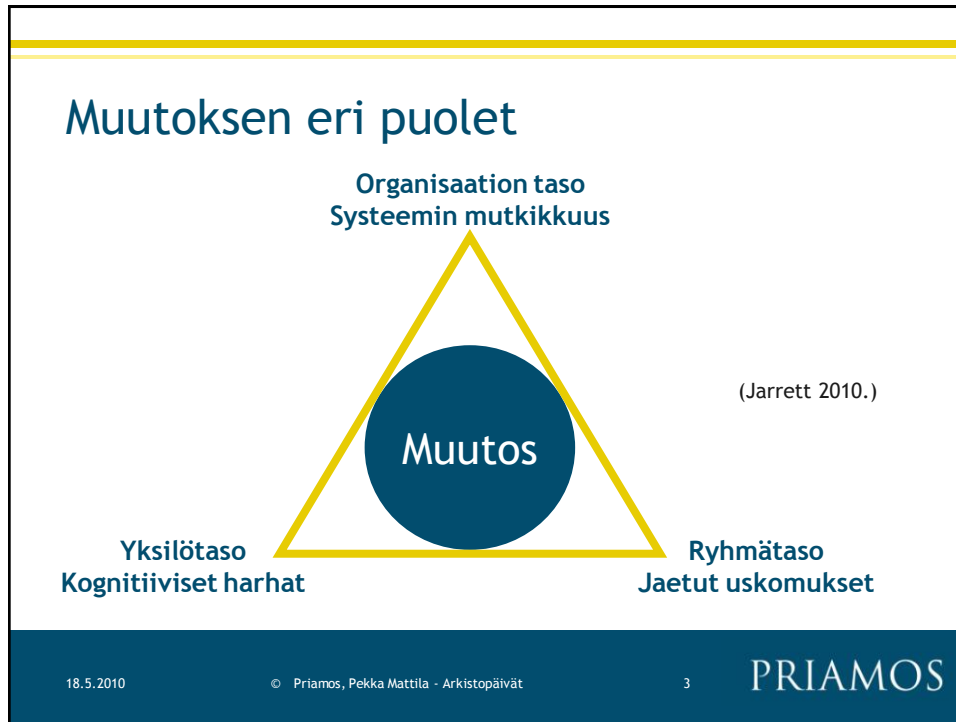 Muutoksen eri puolet
Organisaation taso
Systeemin mutkikkuus
(Jarrett 2010.)
Muutos
Yksilötaso
Kognitiiviset harhat
Ryhmätaso
Jaetut uskomukset
18.5.2010
© Priamos, Pekka Mattila - Arkistopäivät
3
PRIAMOS